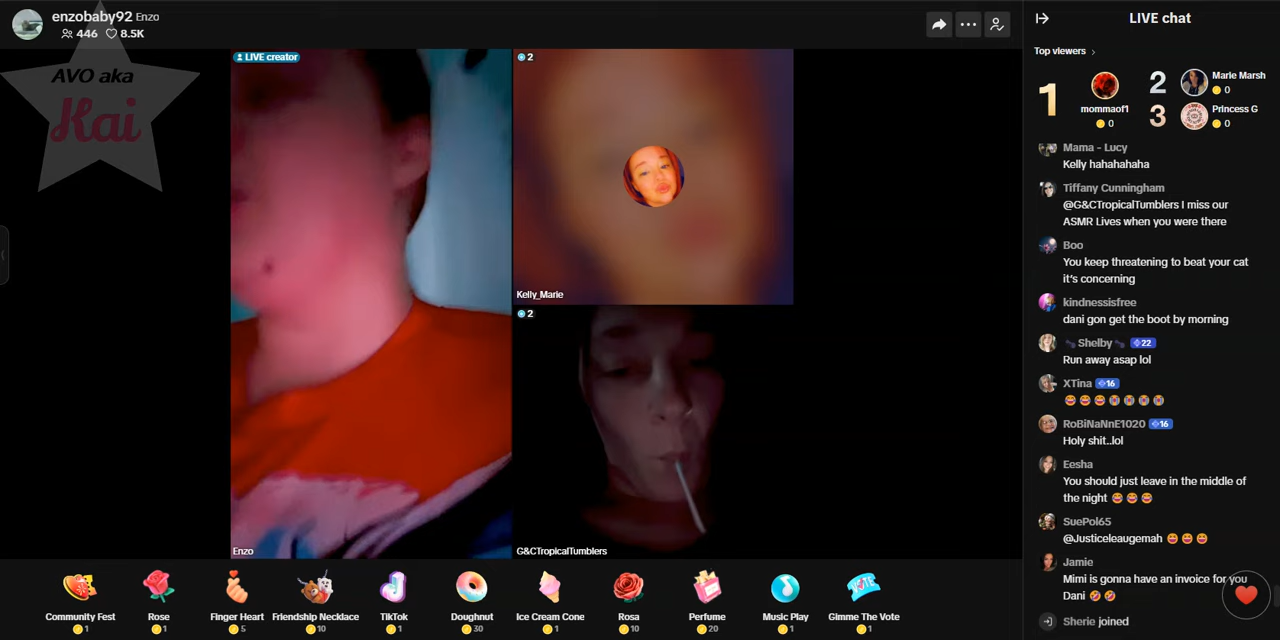 enzobaby92 Enzo
446 8.5K
AVO aka
Kai
LIVE creator
2
Kelly_Marie
2
Enzo
G&CTropicalTumblers
Community Fest
1
Rose
1
Finger Heart
5
Friendship Necklace
10
TikTok
1
Doughnut
30
Ice Cream Cone
1
Rosa
10
Perfume
20
Music Play
1
Gimme The Vote
1
LIVE chat
Top viewers >
1
mommaof1
0
2
Marie Marsh
0
3
Princess G
0
Mama - Lucy
Kelly hahahahaha
Tiffany Cunningham
@G&CTropicalTumblers I miss our
ASMR Lives when you were there
Boo
You keep threatening to beat your cat
it's concerning
kindnessisfree
dani gon get the boot by morning
Shelby 22
Run away asap lol
XTina 16
😂😂😂😭😭😭😭
RoBiNaNnE1020 16
Holy shit..lol
Eesha
You should just leave in the middle of
the night 😂😂😂
SuePol65
@Justiceleaugemah 😂😂😂
Jamie
Mimi is gonna have an invoice for you
Dani 🤣🤣
Sherie joined